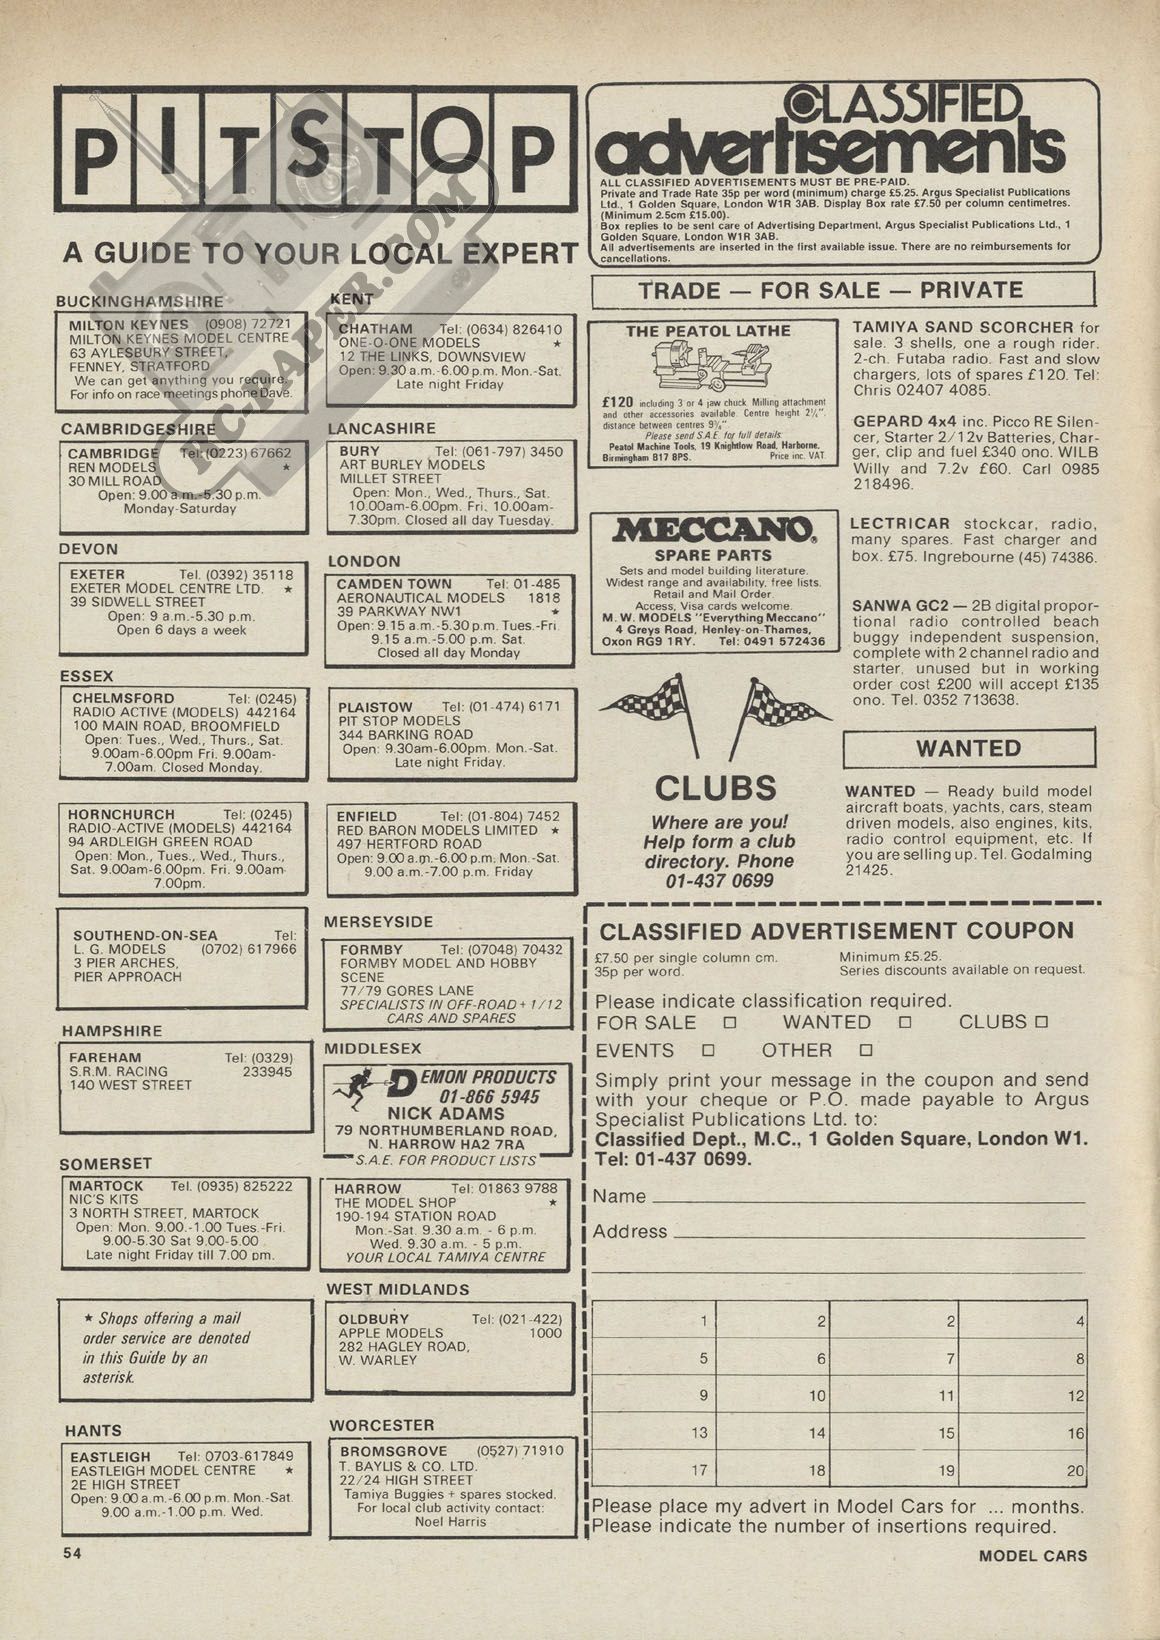 PITSTOP
A GUIDE TO YOUR LOCAL EXPERT
BUCKINGHAMSHIRE
MILTON KEYNES (0908) 72721
MILTON KEYNES MODEL CENTRE
63 AYLESBURY STREET,
FENNEY, STRATFORD
We can get anything you require.
For info on race meetings phone Dave.
CAMBRIDGESHIRE
CAMBRIDGE Tel: (0223) 67662
REN MODELS ★
30 MILL ROAD
Open: 9.00 a.m.-5.30 p.m.
Monday-Saturday
DEVON
EXETER Tel. (0392) 35118
EXETER MODEL CENTRE LTD. ★
39 SIDWELL STREET
Open: 9 a.m.-5.30 p.m.
Open 6 days a week
ESSEX
CHELMSFORD Tel: (0245)
RADIO ACTIVE (MODELS) 442164
100 MAIN ROAD, BROOMFIELD
Open: Tues., Wed., Thurs., Sat.
9.00am-6.00pm Fri. 9.00am-
7.00am. Closed Monday.
HORNCHURCH Tel: (0245)
RADIO-ACTIVE (MODELS) 442164
94 ARDLEIGH GREEN ROAD
Open: Mon., Tues., Wed., Thurs.,
Sat. 9.00am-6.00pm. Fri. 9.00am-
7.00pm.
SOUTHEND-ON-SEA Tel:
L. G. MODELS (0702) 617966
3 PIER ARCHES,
PIER APPROACH
HAMPSHIRE
FAREHAM Tel: (0329)
S.R.M. RACING 233945
140 WEST STREET
SOMERSET
MARTOCK Tel. (0935) 825222
NIC'S KITS
3 NORTH STREET, MARTOCK
Open: Mon. 9.00.-1.00 Tues.-Fri.
9.00-5.30 Sat 9.00-5.00
Late night Friday till 7.00 pm.
★ Shops offering a mail
order service are denoted
in this Guide by an
asterisk.
HANTS
EASTLEIGH Tel: 0703-617849
EASTLEIGH MODEL CENTRE ★
2E HIGH STREET
Open: 9.00 a.m.-6.00 p.m. Mon.-Sat.
9.00 a.m.-1.00 p.m. Wed.
KENT
CHATHAM Tel: (0634) 826410
ONE-O-ONE MODELS ★
12 THE LINKS, DOWNSVIEW
Open: 9.30 a.m.-6.00 p.m. Mon.-Sat.
Late night Friday
LANCASHIRE
BURY Tel: (061-797) 3450
ART BURLEY MODELS
MILLET STREET
Open: Mon., Wed., Thurs., Sat.
10.00am-6.00pm. Fri. 10.00am-
7.30pm. Closed all day Tuesday.
LONDON
CAMDEN TOWN Tel: 01-485
AERONAUTICAL MODELS 1818
39 PARKWAY NW1 ★
Open: 9.15 a.m.-5.30 p.m. Tues.-Fri
9.15 a.m.-5.00 p.m. Sat.
Closed all day Monday
PLAISTOW Tel: (01-474) 6171
PIT STOP MODELS
344 BARKING ROAD
Open: 9.30am-6.00pm. Mon.-Sat.
Late night Friday.
ENFIELD Tel: (01-804) 7452
RED BARON MODELS LIMITED ★
497 HERTFORD ROAD
Open: 9.00 a.m.-6.00 p.m. Mon.-Sat.
9.00 a.m.-7.00 p.m. Friday
MERSEYSIDE
FORMBY Tel: (07048) 70432
FORMBY MODEL AND HOBBY
SCENE
77/79 GORES LANE
SPECIALISTS IN OFF-ROAD + 1/12
CARS AND SPARES
MIDDLESEX
DEMON PRODUCTS
01-866 5945
NICK ADAMS
79 NORTHUMBERLAND ROAD,
N. HARROW HA2 7RA
S.A.E. FOR PRODUCT LISTS
HARROW Tel: 01863 9788
THE MODEL SHOP ★
190-194 STATION ROAD
Mon.-Sat. 9.30 a.m. - 6 p.m.
Wed. 9.30 a.m. - 5 p.m.
YOUR LOCAL TAMIYA CENTRE
WEST MIDLANDS
OLDBURY Tel: (021-422)
APPLE MODELS 1000
282 HAGLEY ROAD,
W. WARLEY
WORCESTER
BROMSGROVE (0527) 71910
T. BAYLIS & CO. LTD.
22/24 HIGH STREET
Tamiya Buggies + spares stocked.
For local club activity contact:
Noel Harris
RC-PAPER.COM
CLASSIFIED
advertisements
ALL CLASSIFIED ADVERTISEMENTS MUST BE PRE-PAID.
Private and Trade Rate 35p per word (minimum) charge £5.25. Argus Specialist Publications
Ltd., 1 Golden Square, London W1R 3AB. Display Box rate £7.50 per column centimetres.
(Minimum 2.5cm £15.00).
Box replies to be sent care of Advertising Department, Argus Specialist Publications Ltd., 1
Golden Square, London W1R 3AB.
All advertisements are inserted in the first available issue. There are no reimbursements for
cancellations.
TRADE — FOR SALE — PRIVATE
THE PEATOL LATHE
£120 including 3 or 4 jaw chuck. Milling attachment
and other accessories available. Centre height 2½".
distance between centres 9¾"
Please send S.A.E. for full details:
Peatol Machine Tools, 19 Knightlow Road, Harborne,
Birmingham B17 8PS. Price inc. VAT
MECCANO®
SPARE PARTS
Sets and model building literature.
Widest range and availability, free lists.
Retail and Mail Order.
Access, Visa cards welcome.
M. W. MODELS "Everything Meccano"
4 Greys Road, Henley-on-Thames,
Oxon RG9 1RY. Tel: 0491 572436
CLUBS
Where are you!
Help form a club
directory. Phone
01-437 0699
TAMIYA SAND SCORCHER for
sale. 3 shells, one a rough rider.
2-ch. Futaba radio. Fast and slow
chargers, lots of spares £120. Tel:
Chris 02407 4085.
GEPARD 4x4 inc. Picco RE Silen-
cer, Starter 2/12v Batteries, Char-
ger, clip and fuel £340 ono. WILB
Willy and 7.2v £60. Carl 0985
218496.
LECTRICAR stockcar, radio,
many spares. Fast charger and
box. £75. Ingrebourne (45) 74386.
SANWA GC2 — 2B digital propor-
tional radio controlled beach
buggy independent suspension,
complete with 2 channel radio and
starter, unused but in working
order cost £200 will accept £135
ono. Tel. 0352 713638.
WANTED
WANTED — Ready build model
aircraft boats, yachts, cars, steam
driven models, also engines, kits,
radio control equipment, etc. If
you are selling up. Tel. Godalming
21425.
CLASSIFIED ADVERTISEMENT COUPON
£7.50 per single column cm. Minimum £5.25.
35p per word. Series discounts available on request.
Please indicate classification required.
FOR SALE □ WANTED □ CLUBS □
EVENTS □ OTHER □
Simply print your message in the coupon and send
with your cheque or P.O. made payable to Argus
Specialist Publications Ltd. to:
Classified Dept., M.C., 1 Golden Square, London W1.
Tel: 01-437 0699.
Name
Address
1 2 2 4
5 6 7 8
9 10 11 12
13 14 15 16
17 18 19 20
Please place my advert in Model Cars for ... months.
Please indicate the number of insertions required.
54
MODEL CARS